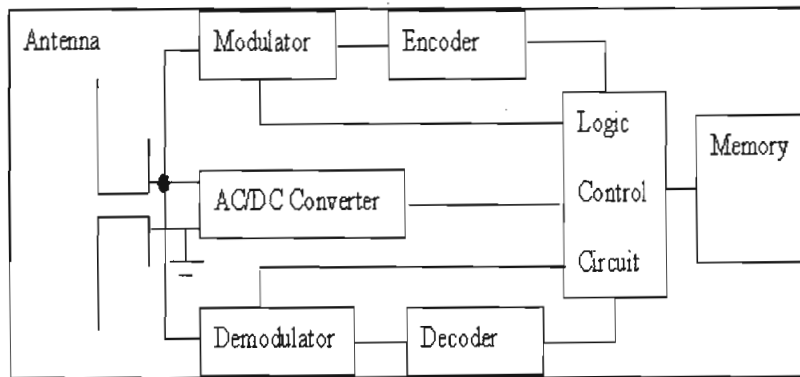 Antenna
Modulator
Encoder
Logic
Control
Circuit
Memory
AC/DC Converter
Demodulator
Decoder